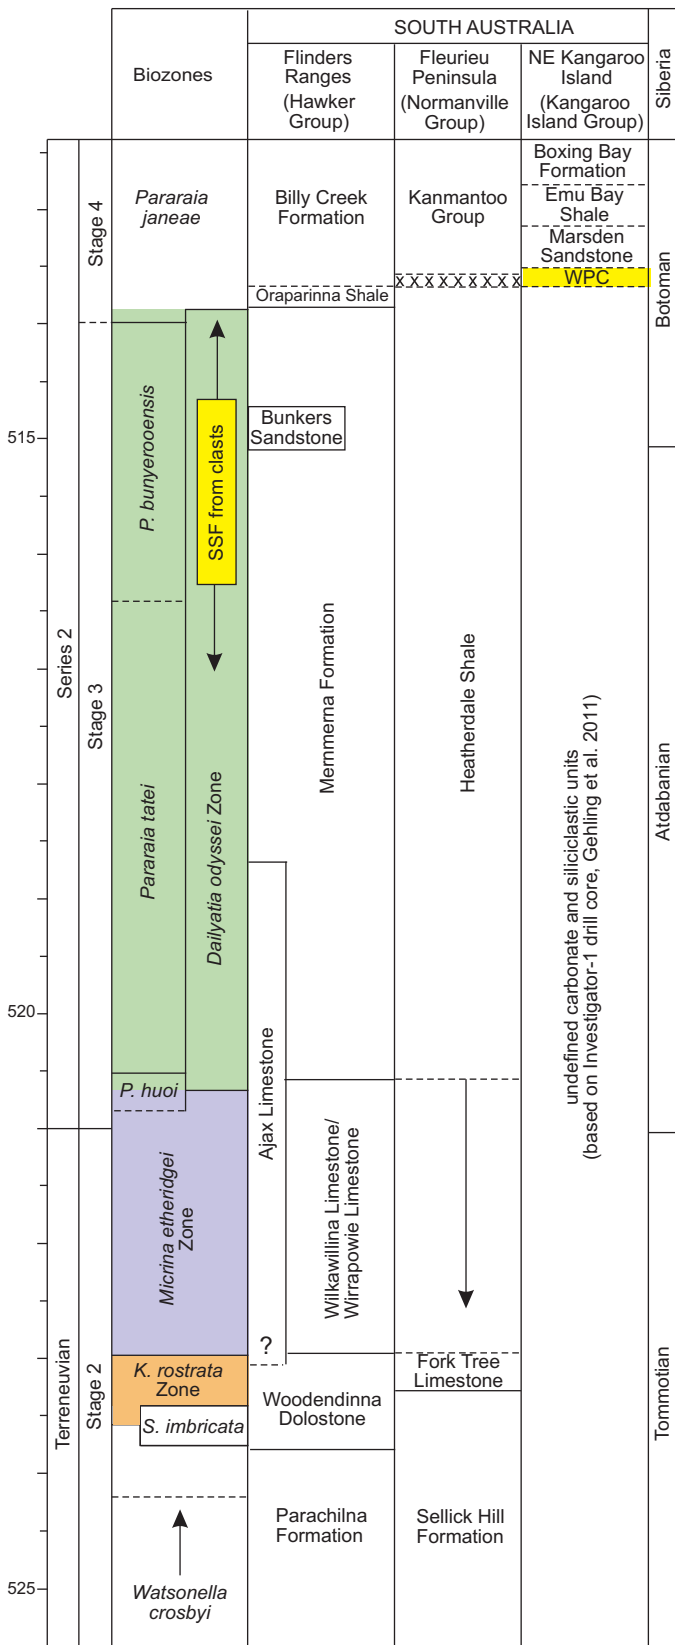 SOUTH AUSTRALIA
Biozones
Flinders
Ranges
(Hawker
Group)
Fleurieu
Peninsula
(Normanville
Group)
NE Kangaroo
Island
(Kangaroo
Island Group)
Siberia
Series 2
Terreneuvian
Stage 4
Stage 3
Stage 2
515
520
525
Pararaia
janeae
P. bunyerooensis
Pararaia tatei
P. huoi
SSF from clasts
Dailyatia odyssei Zone
Micrina etheridgei
Zone
K. rostrata
Zone
S. imbricata
Watsonella
crosbyi
Billy Creek
Formation
Oraparinna Shale
Bunkers
Sandstone
Mernmerna Formation
Ajax Limestone
?
Wilkawillina Limestone/
Wirrapowie Limestone
Woodendinna
Dolostone
Parachilna
Formation
Kanmantoo
Group
x x x x x x x x
Heatherdale Shale
Fork Tree
Limestone
Sellick Hill
Formation
Boxing Bay
Formation
Emu Bay
Shale
Marsden
Sandstone
WPC
undefined carbonate and siliciclastic units
(based on Investigator-1 drill core, Gehling et al. 2011)
Botoman
Atdabanian
Tommotian